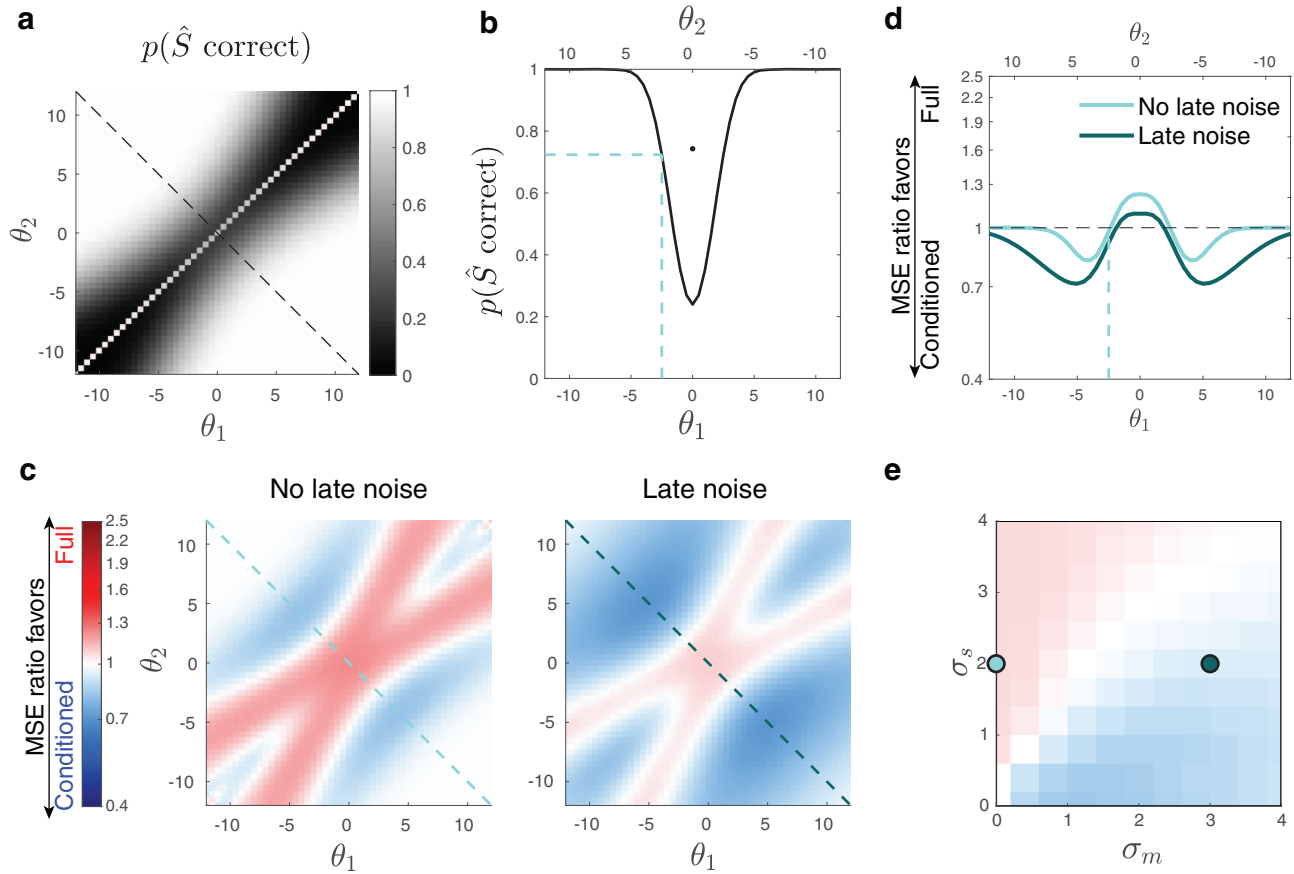 a
p(Ŝ correct)
10
5
0
-5
-10
θ₂
-10 -5 0 5 10
θ₁
1
0.8
0.6
0.4
0.2
0
b
θ₂
10 5 0 -5 -10
1
0.8
0.6
0.4
0.2
0
p(Ŝ correct)
-10 -5 0 5 10
θ₁
d
θ₂
10 5 0 -5 -10
MSE ratio favors
Full
Conditioned
2.5
2.2
1.9
1.6
1.3
1
0.7
0.4
No late noise
Late noise
-10 -5 0 5 10
θ₁
c
MSE ratio favors
Full
Conditioned
2.5
2.2
1.9
1.6
1.3
1
0.7
0.4
No late noise
θ₂
10
5
0
-5
-10
-10 -5 0 5 10
θ₁
Late noise
10
5
0
-5
-10
-10 -5 0 5 10
θ₁
e
σₛ
4
3
2
1
0
0 1 2 3 4
σₘ